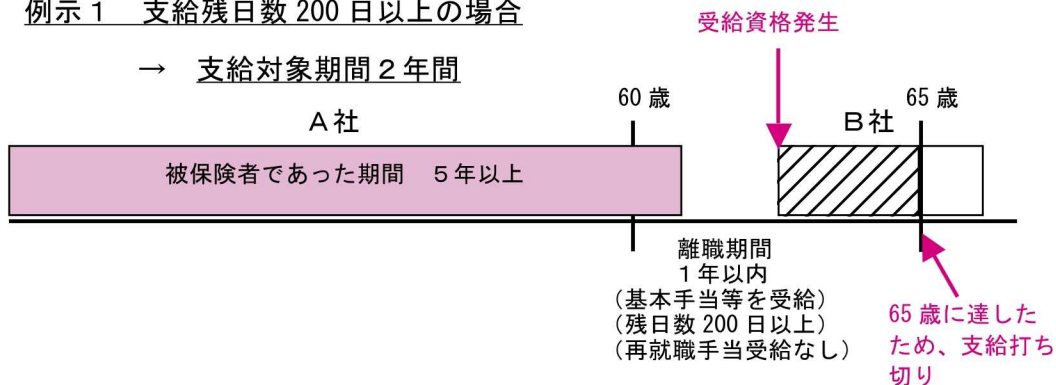 例示1 支給残日数 200 日以上の場合
→ 支給対象期間2年間
受給資格発生
60 歳
65 歳
A社
B社
被保険者であった期間 5年以上
離職期間
1年以内
(基本手当等を受給)
(残日数 200 日以上)
(再就職手当受給なし)
65 歳に達した
ため、支給打ち
切り